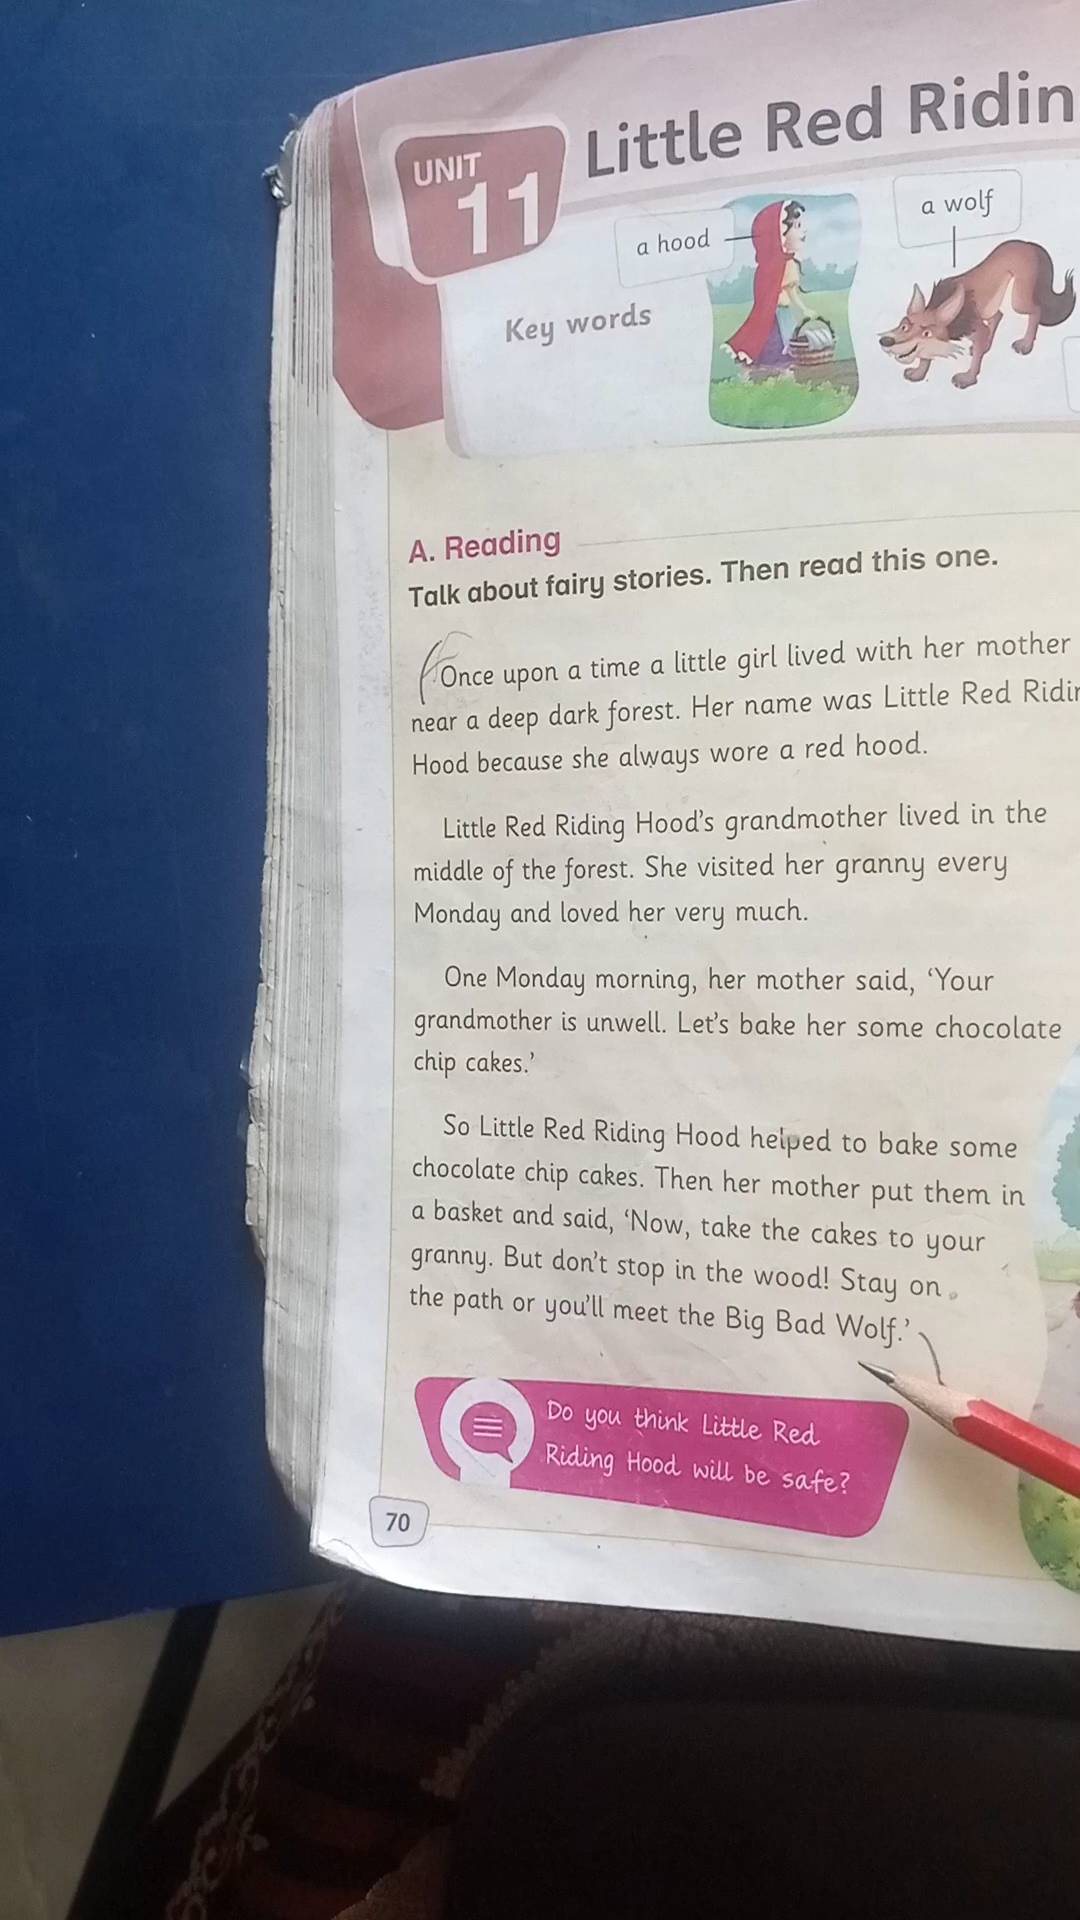 UNIT
11
Little Red Ridin
a hood
a wolf
Key words
A. Reading
Talk about fairy stories. Then read this one.
Once upon a time a little girl lived with her mother
near a deep dark forest. Her name was Little Red Ridin
Hood because she always wore a red hood.
Little Red Riding Hood's grandmother lived in the
middle of the forest. She visited her granny every
Monday and loved her very much.
One Monday morning, her mother said, ‘Your
grandmother is unwell. Let's bake her some chocolate
chip cakes.’
So Little Red Riding Hood helped to bake some
chocolate chip cakes. Then her mother put them in
a basket and said, ‘Now, take the cakes to your
granny. But don't stop in the wood! Stay on
the path or you'll meet the Big Bad Wolf.’
Do you think Little Red
Riding Hood will be safe?
70